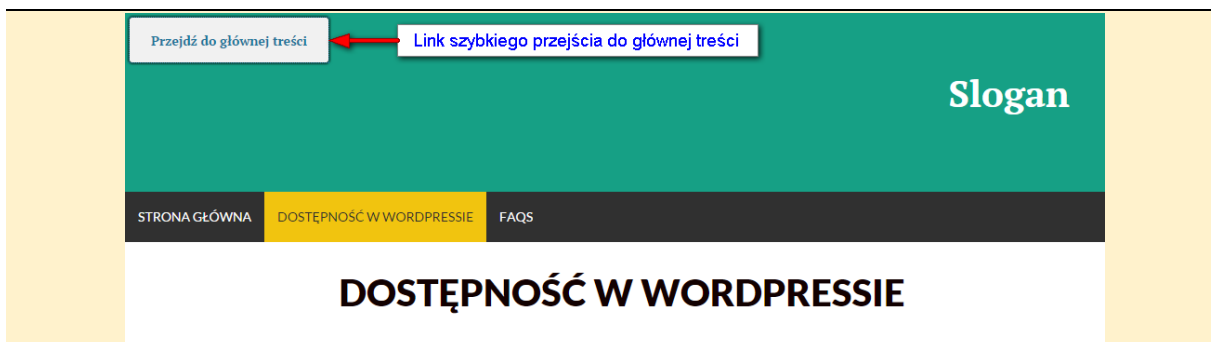 Przejdź do głównej treści
Link szybkiego przejścia do głównej treści
Slogan
STRONA GŁÓWNA DOSTĘPNOŚĆ W WORDPRESSIE FAQS
DOSTĘPNOŚĆ W WORDPRESSIE